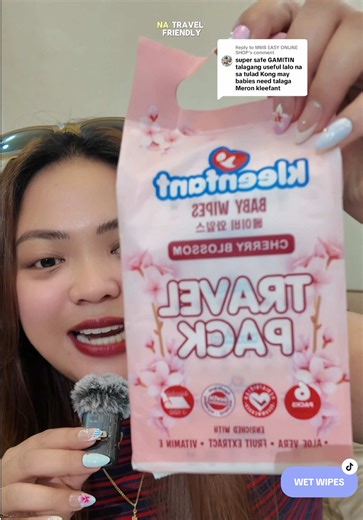 NA TRAVEL
FRIENDLY
Reply to MMB EASY ONLINE
SHOP's comment
super safe GAMITIN
talagang useful lalo na
sa tulad Kong may
babies need talaga
Meron kleefant
Kleenfant
BABY WIPES
베이비 와입스
CHERRY BLOSSOM
TRAVEL
PACK
6
PACKS
ENRICHED WITH
• ALOE VERA • FRUIT EXTRACT • VITAMIN E
WET WIPES